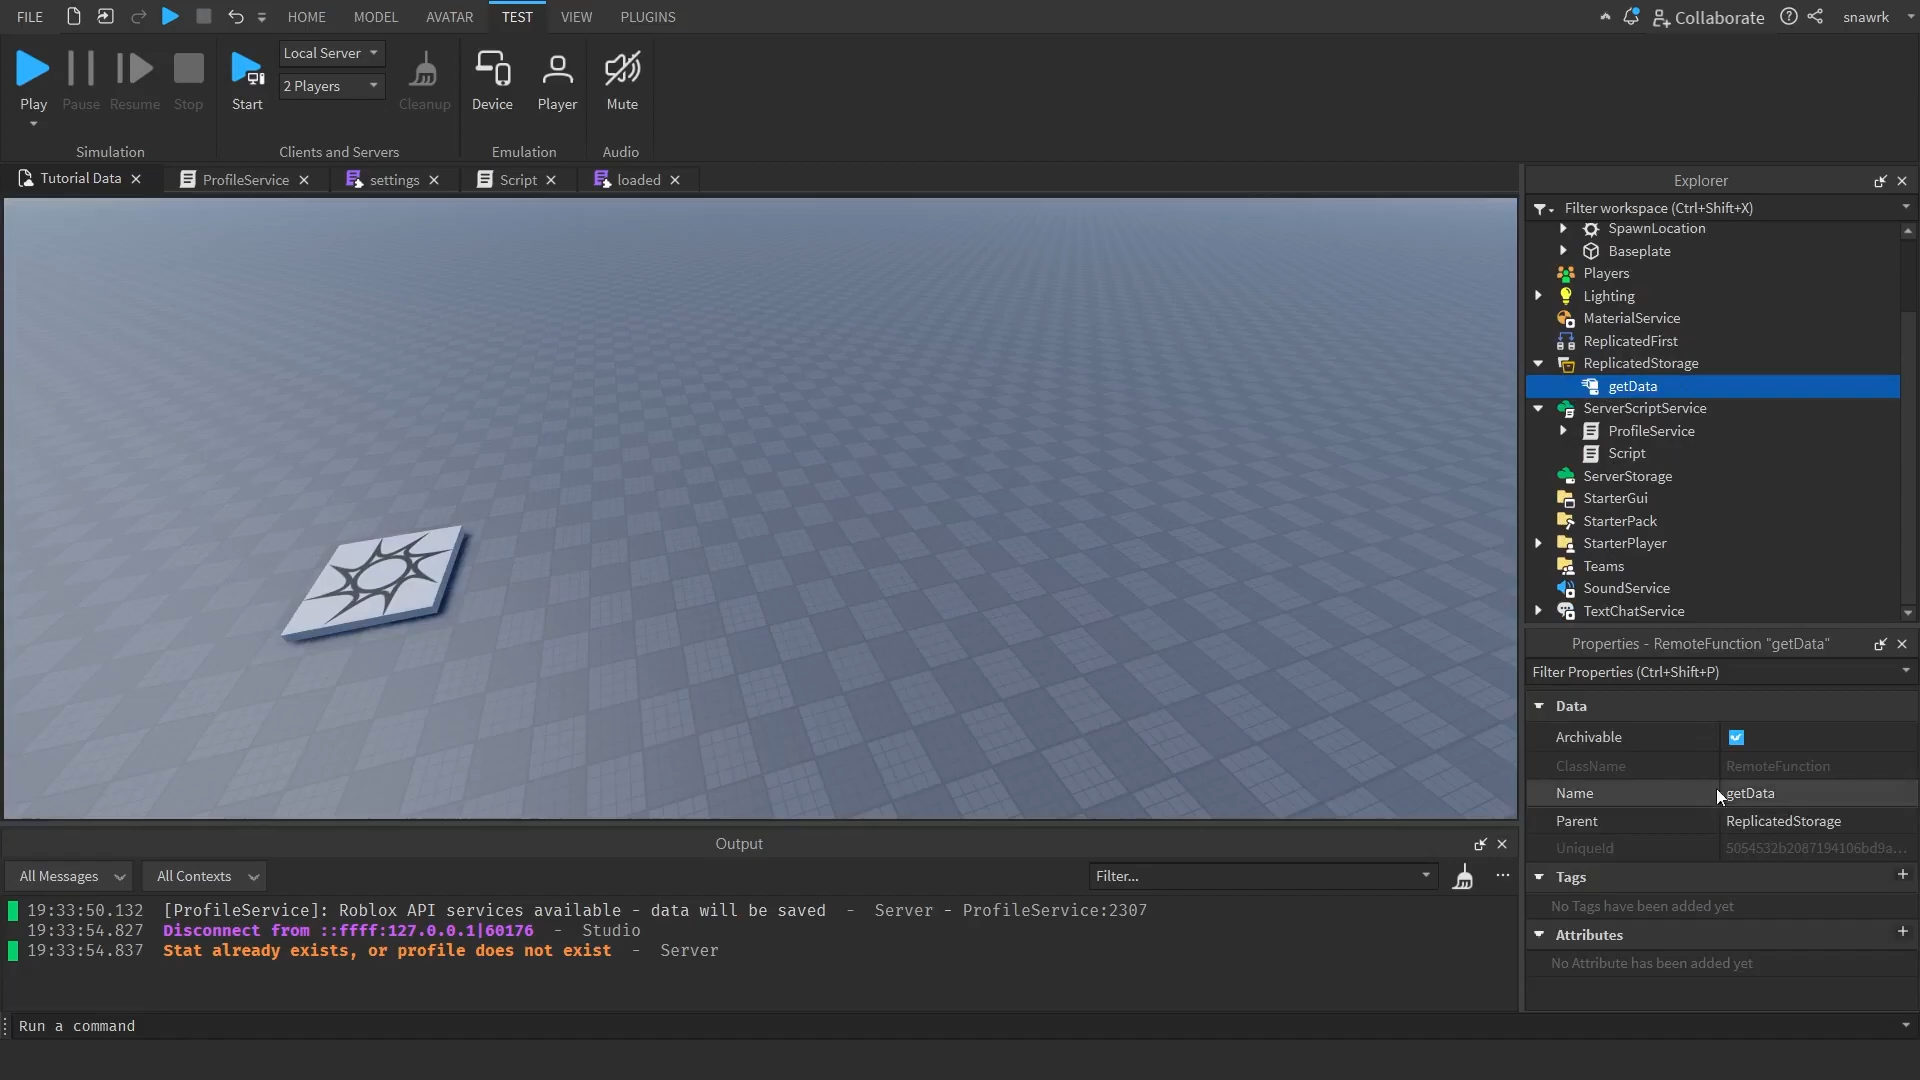 FILE HOME MODEL AVATAR TEST VIEW PLUGINS Collaborate snawrk
Play Pause Resume Stop Start Local Server 2 Players Cleanup Device Player Mute
Simulation Clients and Servers Emulation Audio
Tutorial Data ProfileService settings Script loaded
Explorer
Filter workspace (Ctrl+Shift+X)
SpawnLocation
Baseplate
Players
Lighting
MaterialService
ReplicatedFirst
ReplicatedStorage
getData
ServerScriptService
ProfileService
Script
ServerStorage
StarterGui
StarterPack
StarterPlayer
Teams
SoundService
TextChatService
Properties - RemoteFunction "getData"
Filter Properties (Ctrl+Shift+P)
Data
Archivable
ClassName RemoteFunction
Name getData
Parent ReplicatedStorage
UniqueId 5054532b2087194106bd9a...
Tags +
No Tags have been added yet
Attributes +
No Attribute has been added yet
Output
All Messages All Contexts Filter... ...
19:33:50.132 [ProfileService]: Roblox API services available - data will be saved - Server - ProfileService:2307
19:33:54.827 Disconnect from ::ffff:127.0.0.1|60176 - Studio
19:33:54.837 Stat already exists, or profile does not exist - Server
Run a command